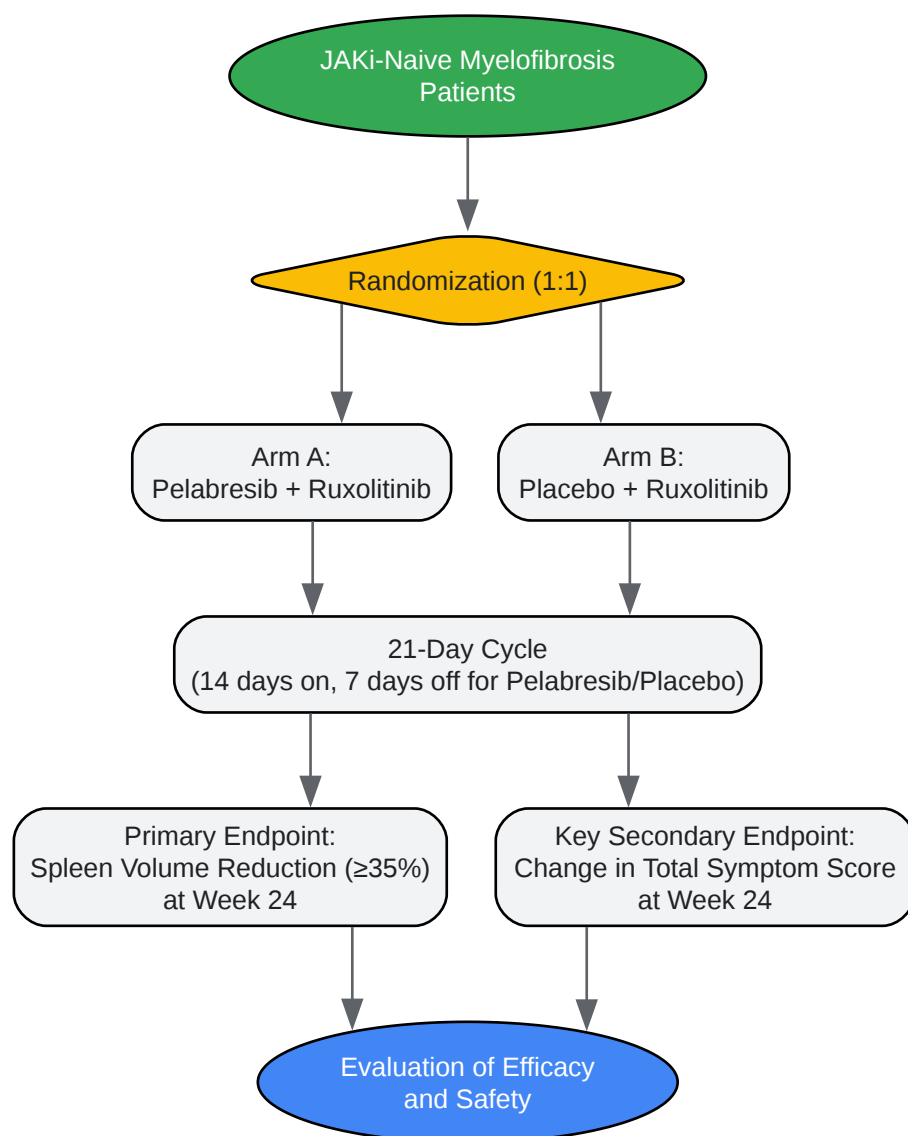 JAKi-Naive Myelofibrosis
Patients
Randomization (1:1)
Arm A:
Pelabresib + Ruxolitinib
Arm B:
Placebo + Ruxolitinib
21-Day Cycle
(14 days on, 7 days off for Pelabresib/Placebo)
Primary Endpoint:
Spleen Volume Reduction (≥35%)
at Week 24
Key Secondary Endpoint:
Change in Total Symptom Score
at Week 24
Evaluation of Efficacy
and Safety